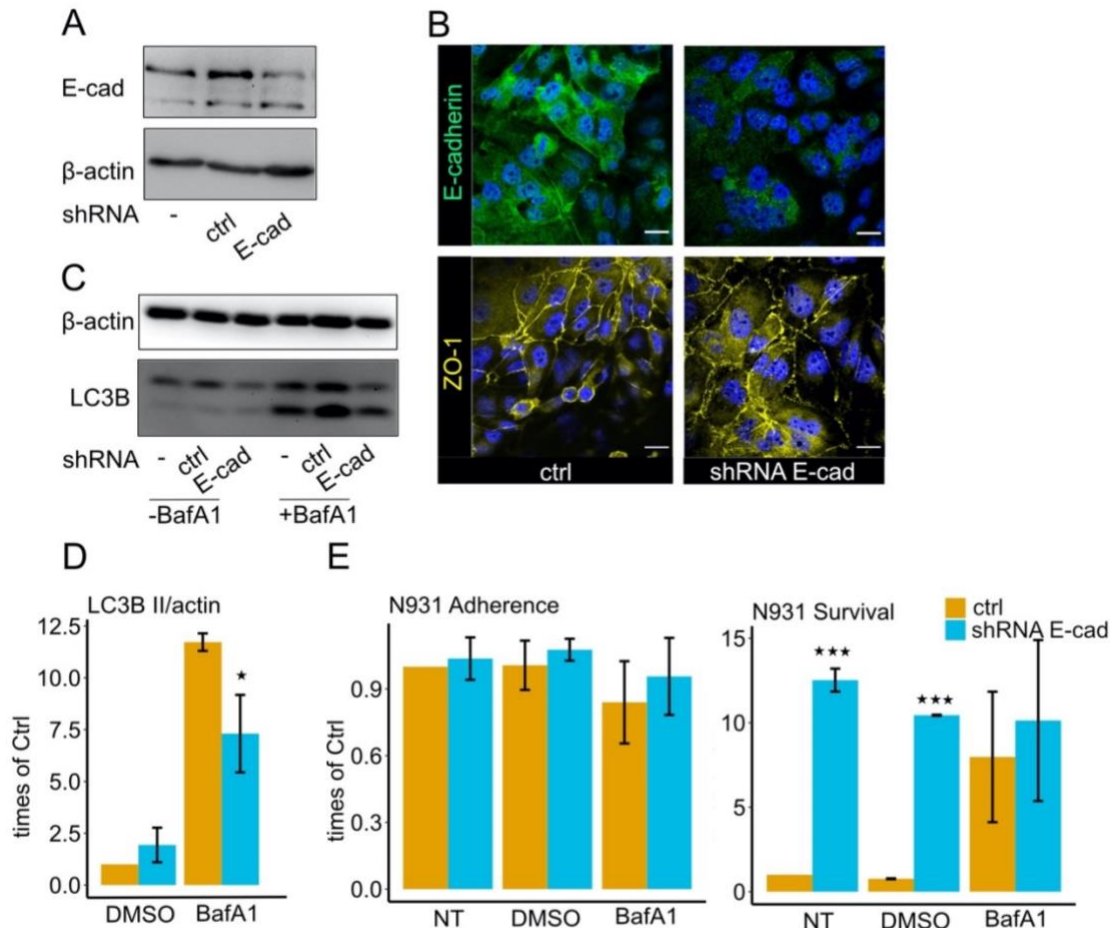 A
E-cad
β-actin
shRNA
-
ctrl
E-cad
B
E-cadherin
ZO-1
ctrl
shRNA E-cad
C
β-actin
LC3B
shRNA
-
ctrl
E-cad
-
ctrl
E-cad
-BafA1
+BafA1
D
LC3B II/actin
times of Ctrl
12.5
10.0
7.5
5.0
2.5
0.0
★
DMSO
BafA1
E
N931 Adherence
times of Ctrl
0.9
0.6
0.3
0.0
NT
DMSO
BafA1
N931 Survival
15
10
5
0
★★★
★★★
NT
DMSO
BafA1
ctrl
shRNA E-cad